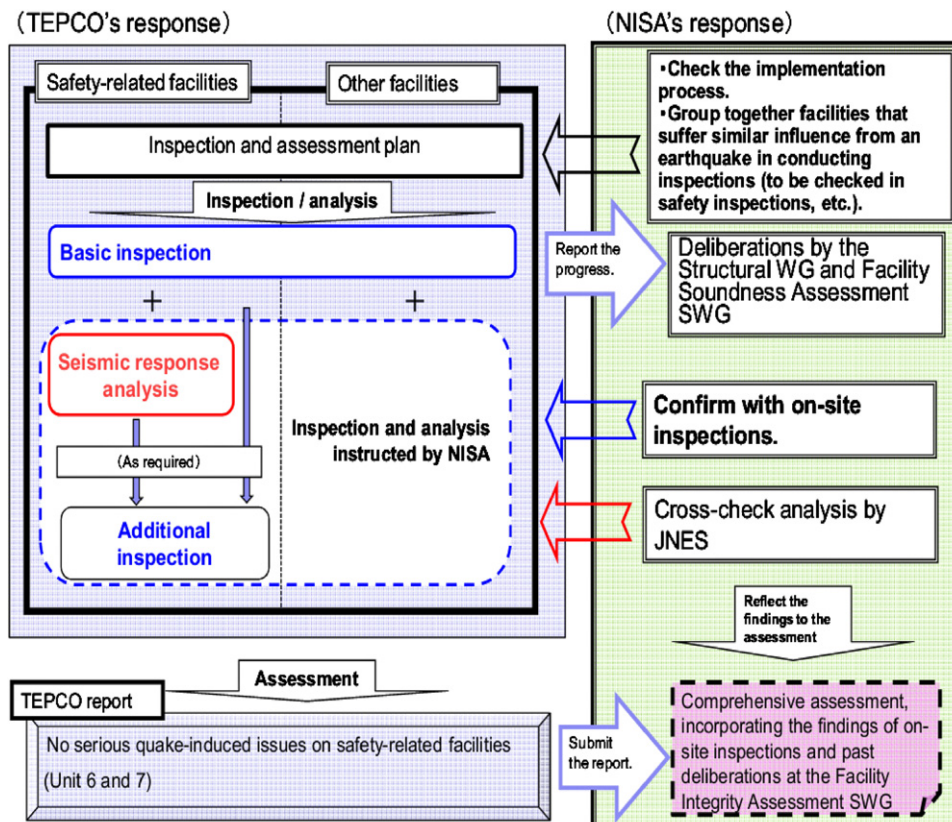 (TEPCO's response)
(NISA's response)
Safety-related facilities
Other facilities
Inspection and assessment plan
Inspection / analysis
Basic inspection
+
+
Seismic response
analysis
(As required)
Additional
inspection
Inspection and analysis
instructed by NISA
Assessment
TEPCO report
No serious quake-induced issues on safety-related facilities
(Unit 6 and 7)
Report the
progress.
Submit
the report.
•Check the implementation
process.
•Group together facilities that
suffer similar influence from an
earthquake in conducting
inspections (to be checked in
safety inspections, etc.).
Deliberations by the
Structural WG and Facility
Soundness Assessment
SWG
Confirm with on-site
inspections.
Cross-check analysis by
JNES
Reflect the
findings to the
assessment
Comprehensive assessment,
incorporating the findings of on-
site inspections and past
deliberations at the Facility
Integrity Assessment SWG